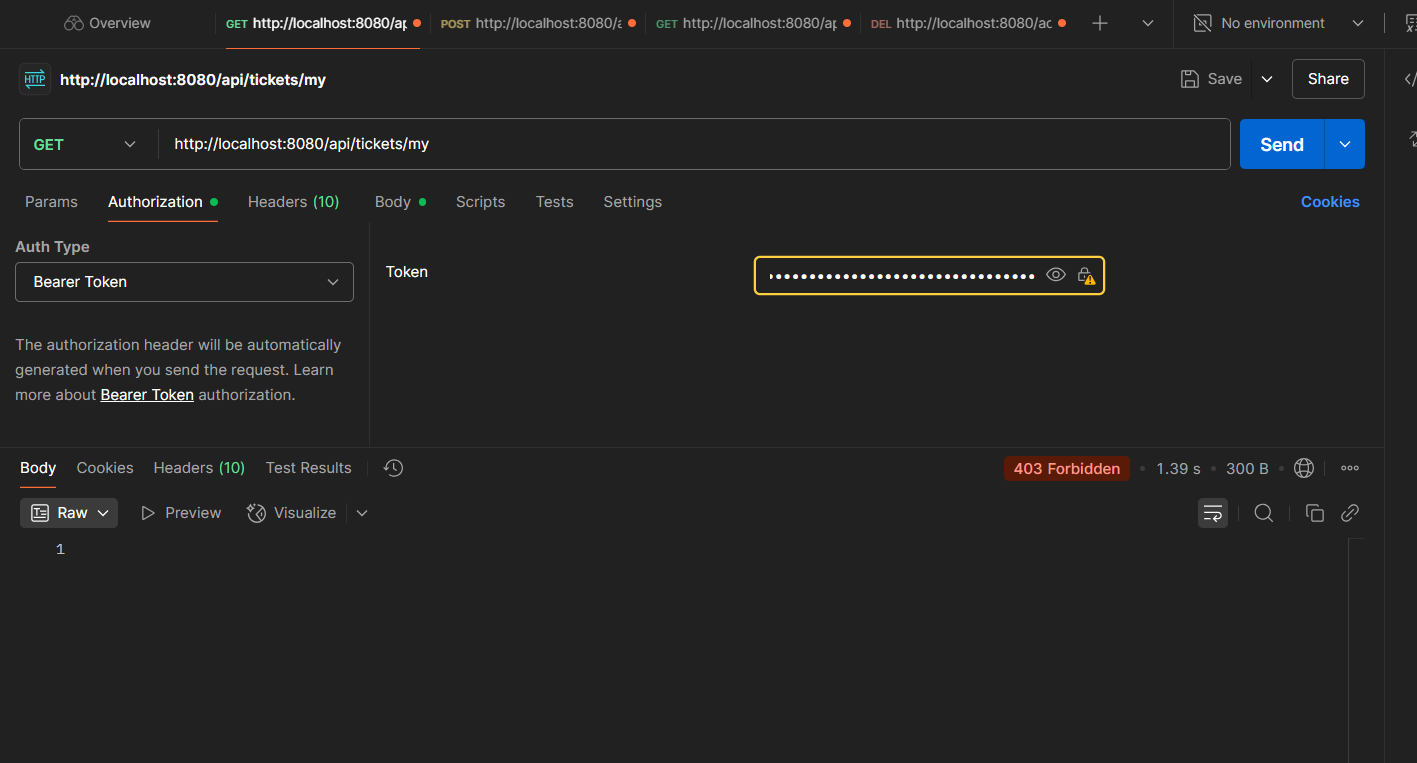 Overview
GET http://localhost:8080/ap
POST http://localhost:8080/a
GET http://localhost:8080/ap
DEL http://localhost:8080/ac
No environment
HTTP http://localhost:8080/api/tickets/my
Save
Share
GET http://localhost:8080/api/tickets/my
Send
Params Authorization Headers (10) Body Scripts Tests Settings Cookies
Auth Type
Bearer Token
Token
The authorization header will be automatically
generated when you send the request. Learn
more about Bearer Token authorization.
Body Cookies Headers (10) Test Results
403 Forbidden 1.39 s 300 B
Raw Preview Visualize
1